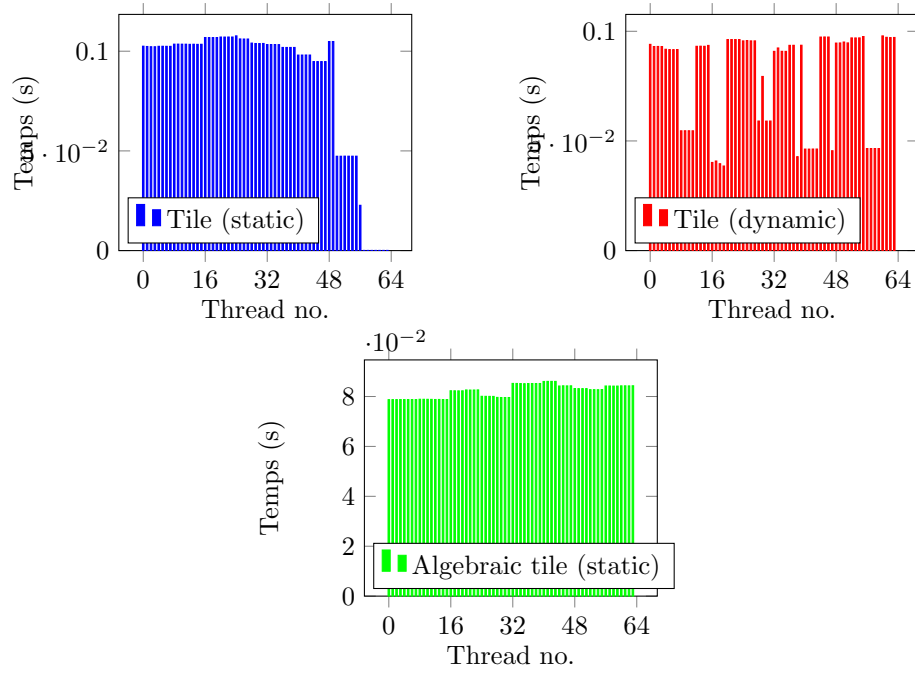 0.1
5 · 10⁻²
0
Temps (s)
Tile (static)
0 16 32 48 64
Thread no.
0.1
5 · 10⁻²
0
Temps (s)
Tile (dynamic)
0 16 32 48 64
Thread no.
·10⁻²
8
6
4
2
0
Temps (s)
Algebraic tile (static)
0 16 32 48 64
Thread no.